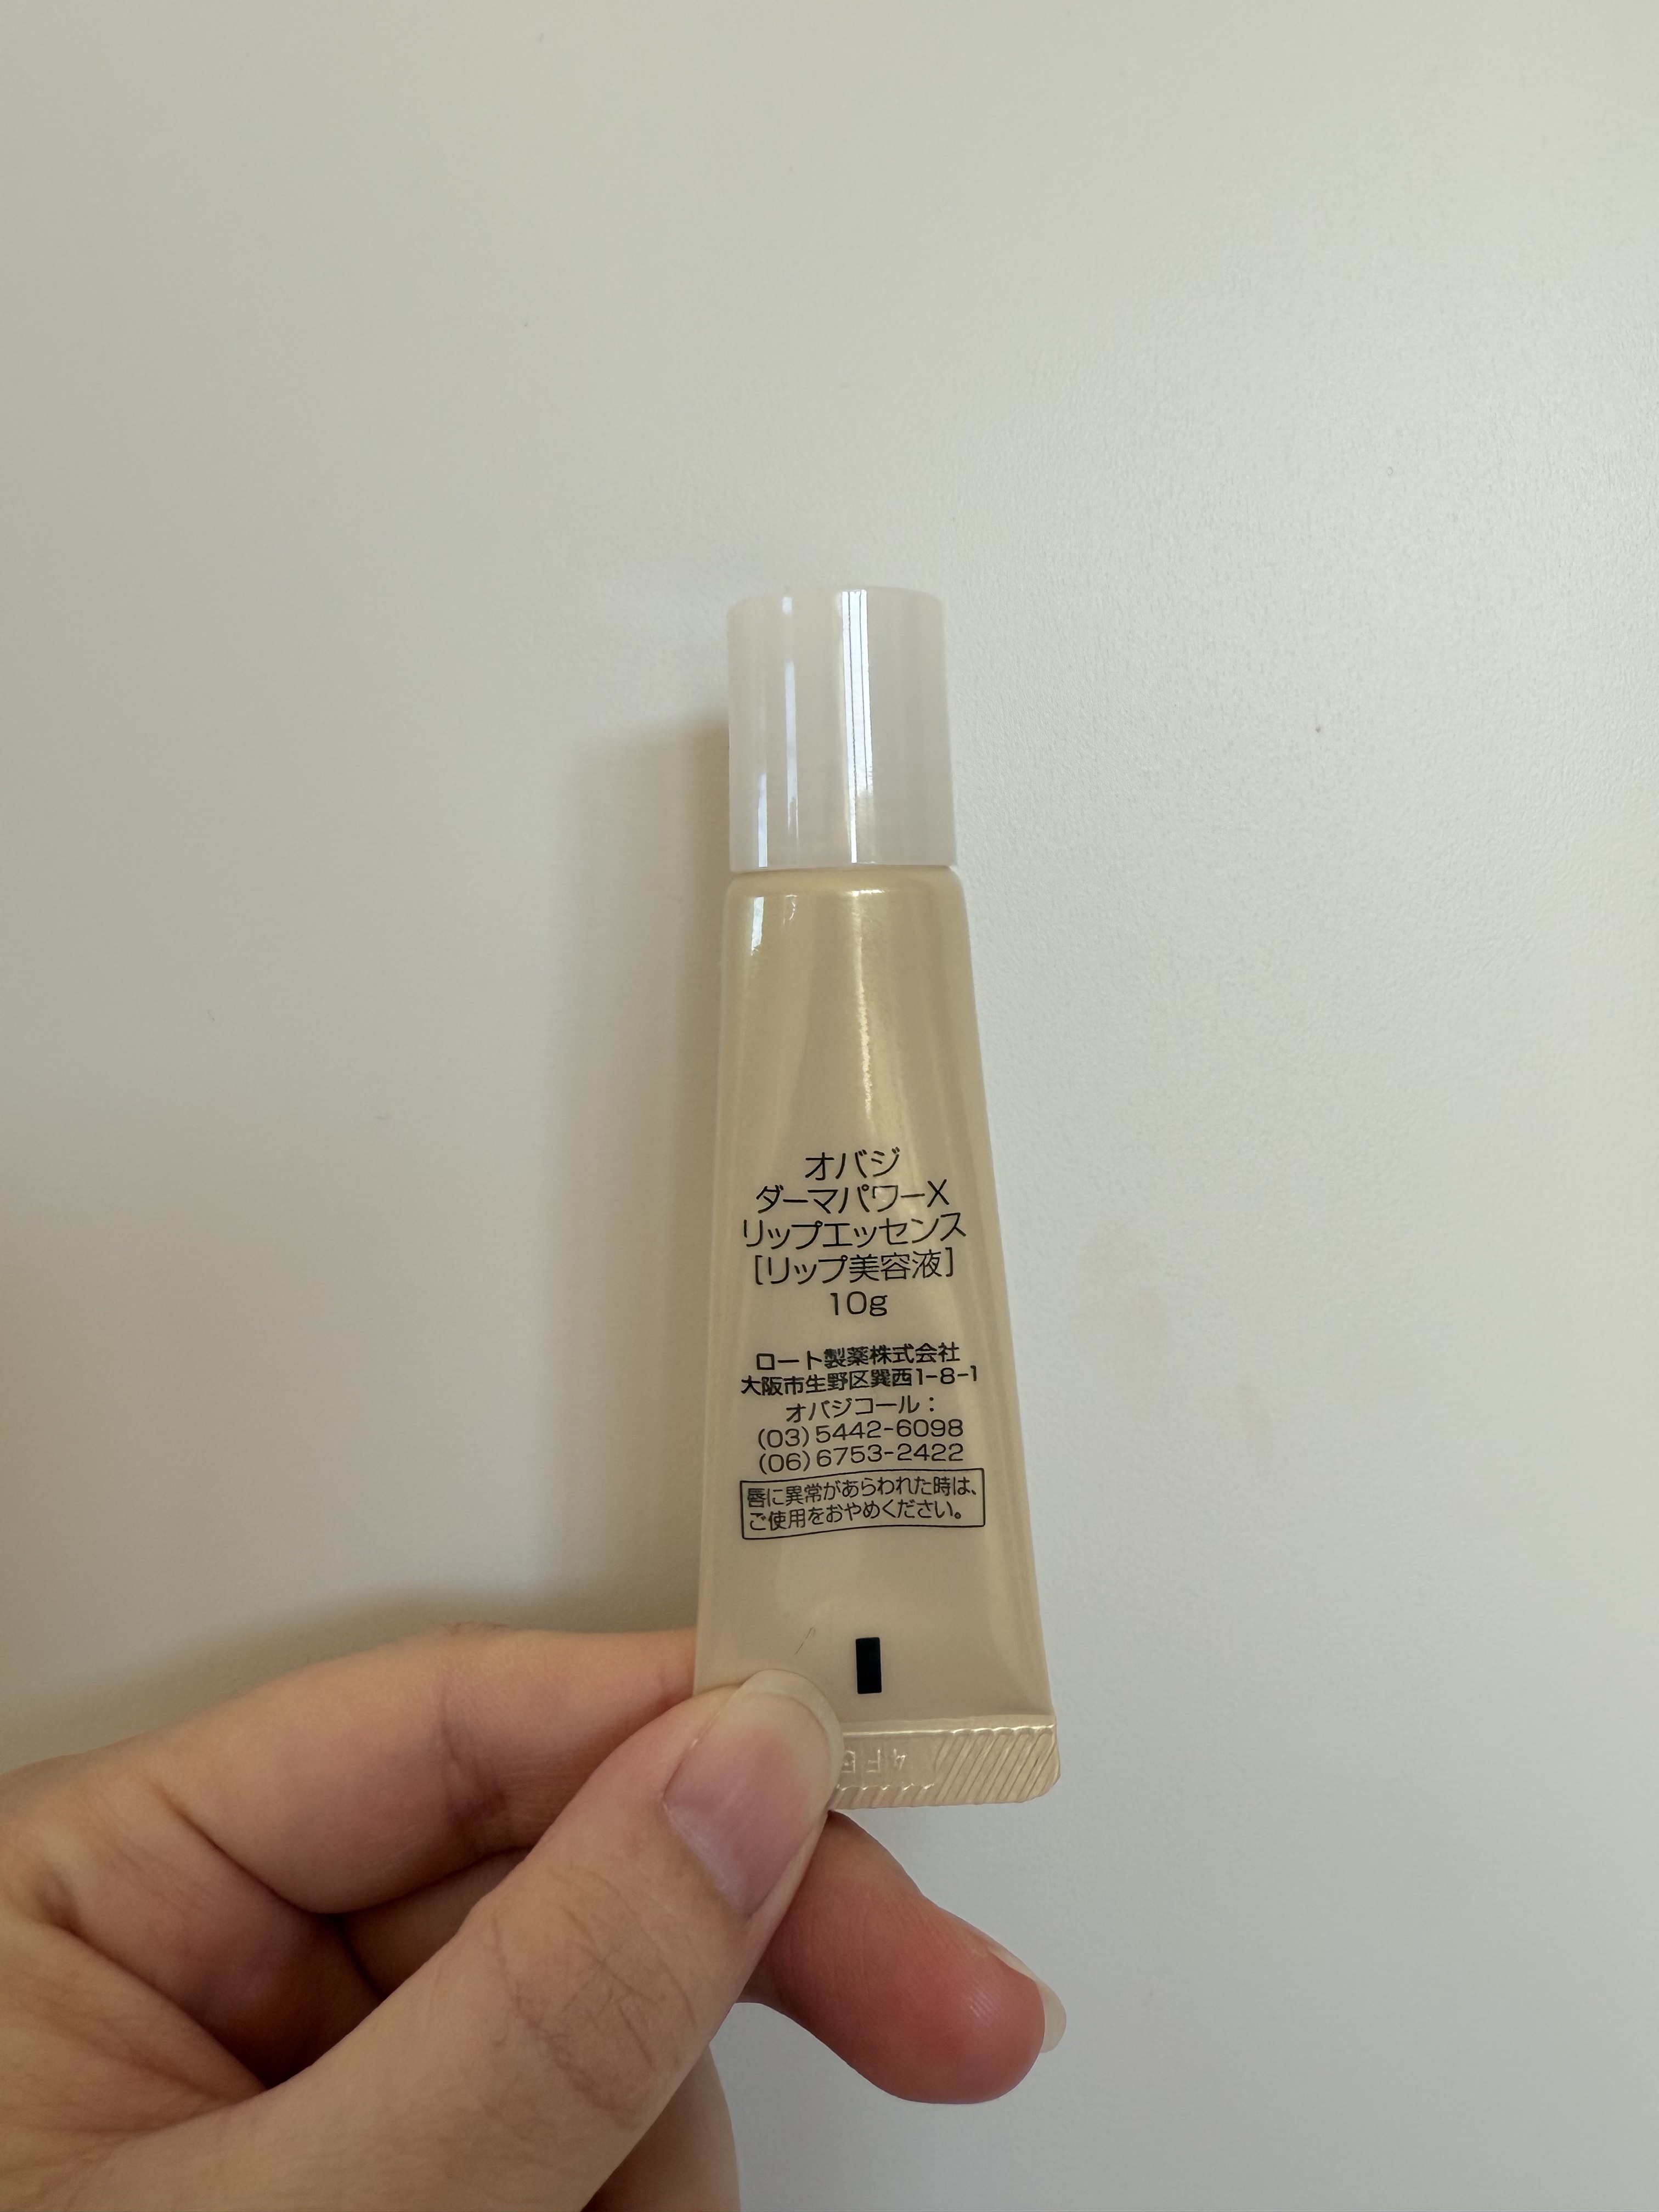 オバジ
ダーマパワーX
リップエッセンス
[リップ美容液]
10g
ロート製薬株式会社
大阪市生野区巽西1-8-1
オバジコール：
(03)5442-6098
(06)6753-2422
唇に異常があらわれた時は、
ご使用をおやめください。